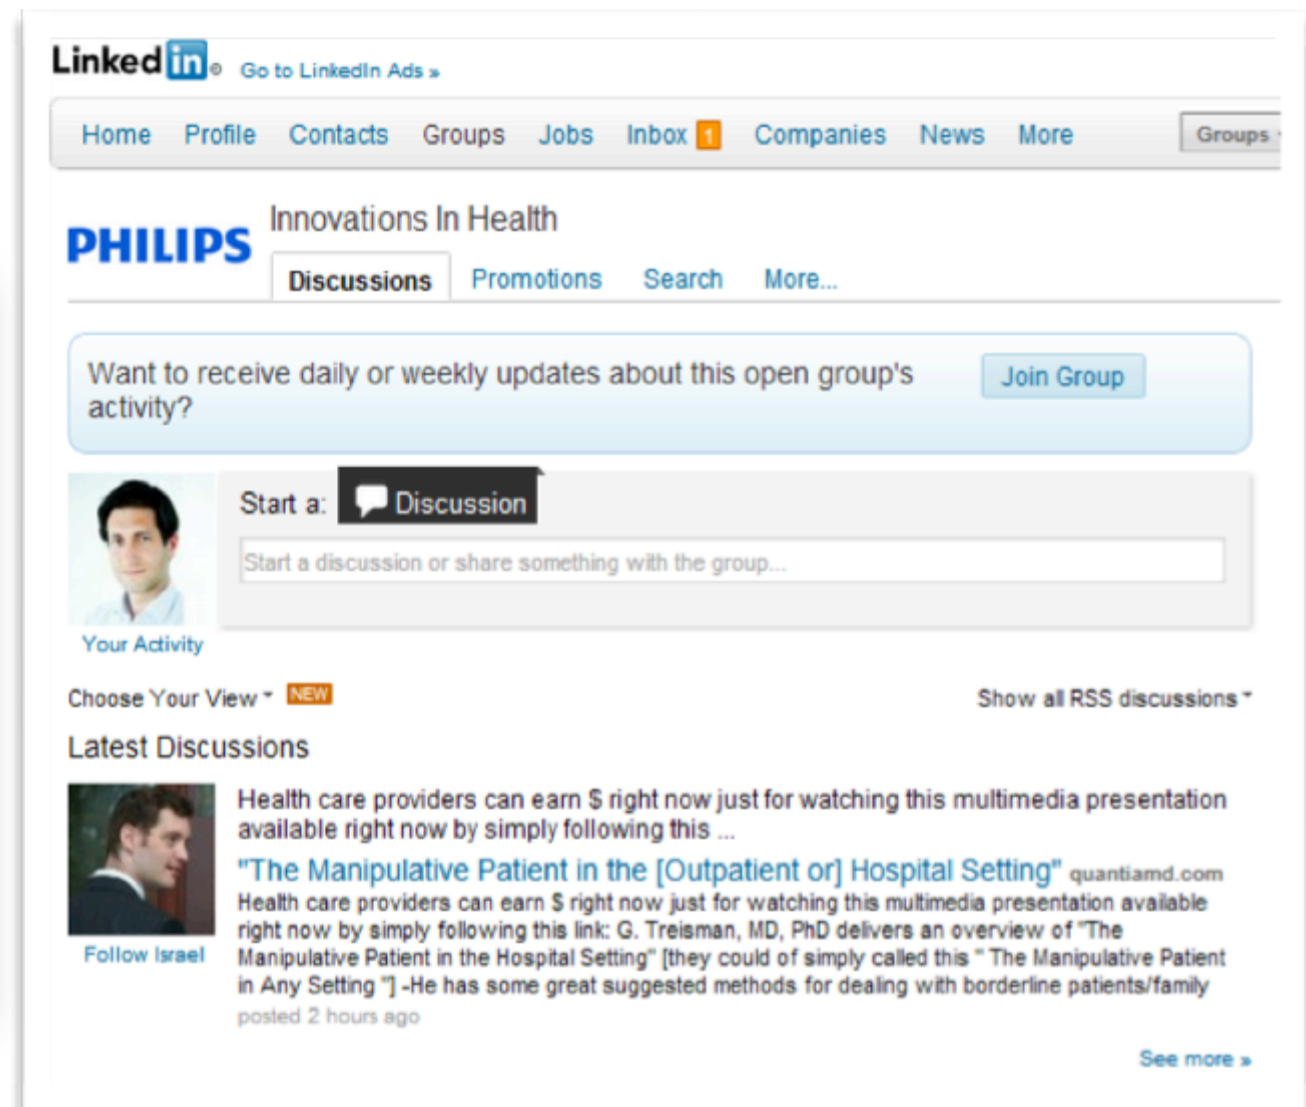 Linked in® Go to LinkedIn Ads »
Home Profile Contacts Groups Jobs Inbox 1 Companies News More Groups
PHILIPS
Innovations In Health
Discussions Promotions Search More...
Want to receive daily or weekly updates about this open group's
activity?
Join Group
Start a: Discussion
Start a discussion or share something with the group...
Your Activity
Choose Your View NEW
Show all RSS discussions
Latest Discussions
Health care providers can earn $ right now just for watching this multimedia presentation
available right now by simply following this ...
"The Manipulative Patient in the [Outpatient or] Hospital Setting" quantiamd.com
Health care providers can earn $ right now just for watching this multimedia presentation available
right now by simply following this link: G. Treisman, MD, PhD delivers an overview of "The
Manipulative Patient in the Hospital Setting" [they could of simply called this " The Manipulative Patient
in Any Setting "] -He has some great suggested methods for dealing with borderline patients/family
posted 2 hours ago
Follow Israel
See more »